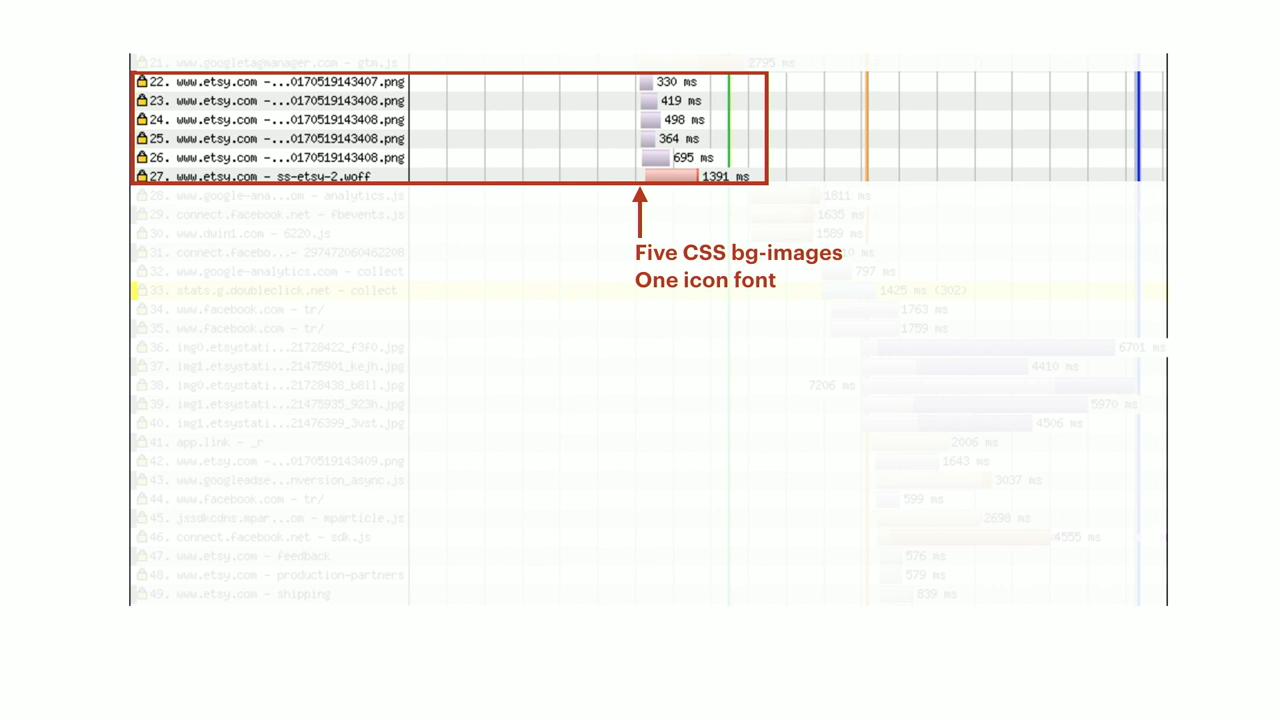 21. www.googletagmanager.com - gtm.js 2795 ms
22. www.etsy.com -...0170519143407.png 330 ms
23. www.etsy.com -...0170519143408.png 419 ms
24. www.etsy.com -...0170519143408.png 498 ms
25. www.etsy.com -...0170519143408.png 364 ms
26. www.etsy.com -...0170519143408.png 695 ms
27. www.etsy.com - ss-etsy-2.woff 1391 ms
28. www.google-ana...om - analytics.js 1811 ms
29. connect.facebook.net - fbevents.js 1635 ms
30. www.dwin1.com - 6220.js 1589 ms
Five CSS bg-images
One icon font
31. connect.facebo...- 297472060462208
32. www.google-analytics.com - collect 797 ms
33. stats.g.doubleclick.net - collect 1425 ms (302)
34. www.facebook.com - tr/ 1763 ms
35. www.facebook.com - tr/ 1759 ms
36. img0.etsystati...21728422_f3f0.jpg 6701 ms
37. img1.etsystati...21475901_kejh.jpg 4410 ms
38. img0.etsystati...21728438_b8ll.jpg 7206 ms
39. img1.etsystati...21475935_923h.jpg 5970 ms
40. img1.etsystati...21476399_3vst.jpg 4506 ms
41. app.link - _r 2006 ms
42. www.etsy.com -...0170519143409.png 1643 ms
43. www.googleadse...nversion_async.js 3037 ms
44. www.facebook.com - tr/ 599 ms
45. jssdkcdns.mpar...om - mparticle.js 2698 ms
46. connect.facebook.net - sdk.js 4555 ms
47. www.etsy.com - feedback 576 ms
48. www.etsy.com - production-partners 579 ms
49. www.etsy.com - shipping 839 ms